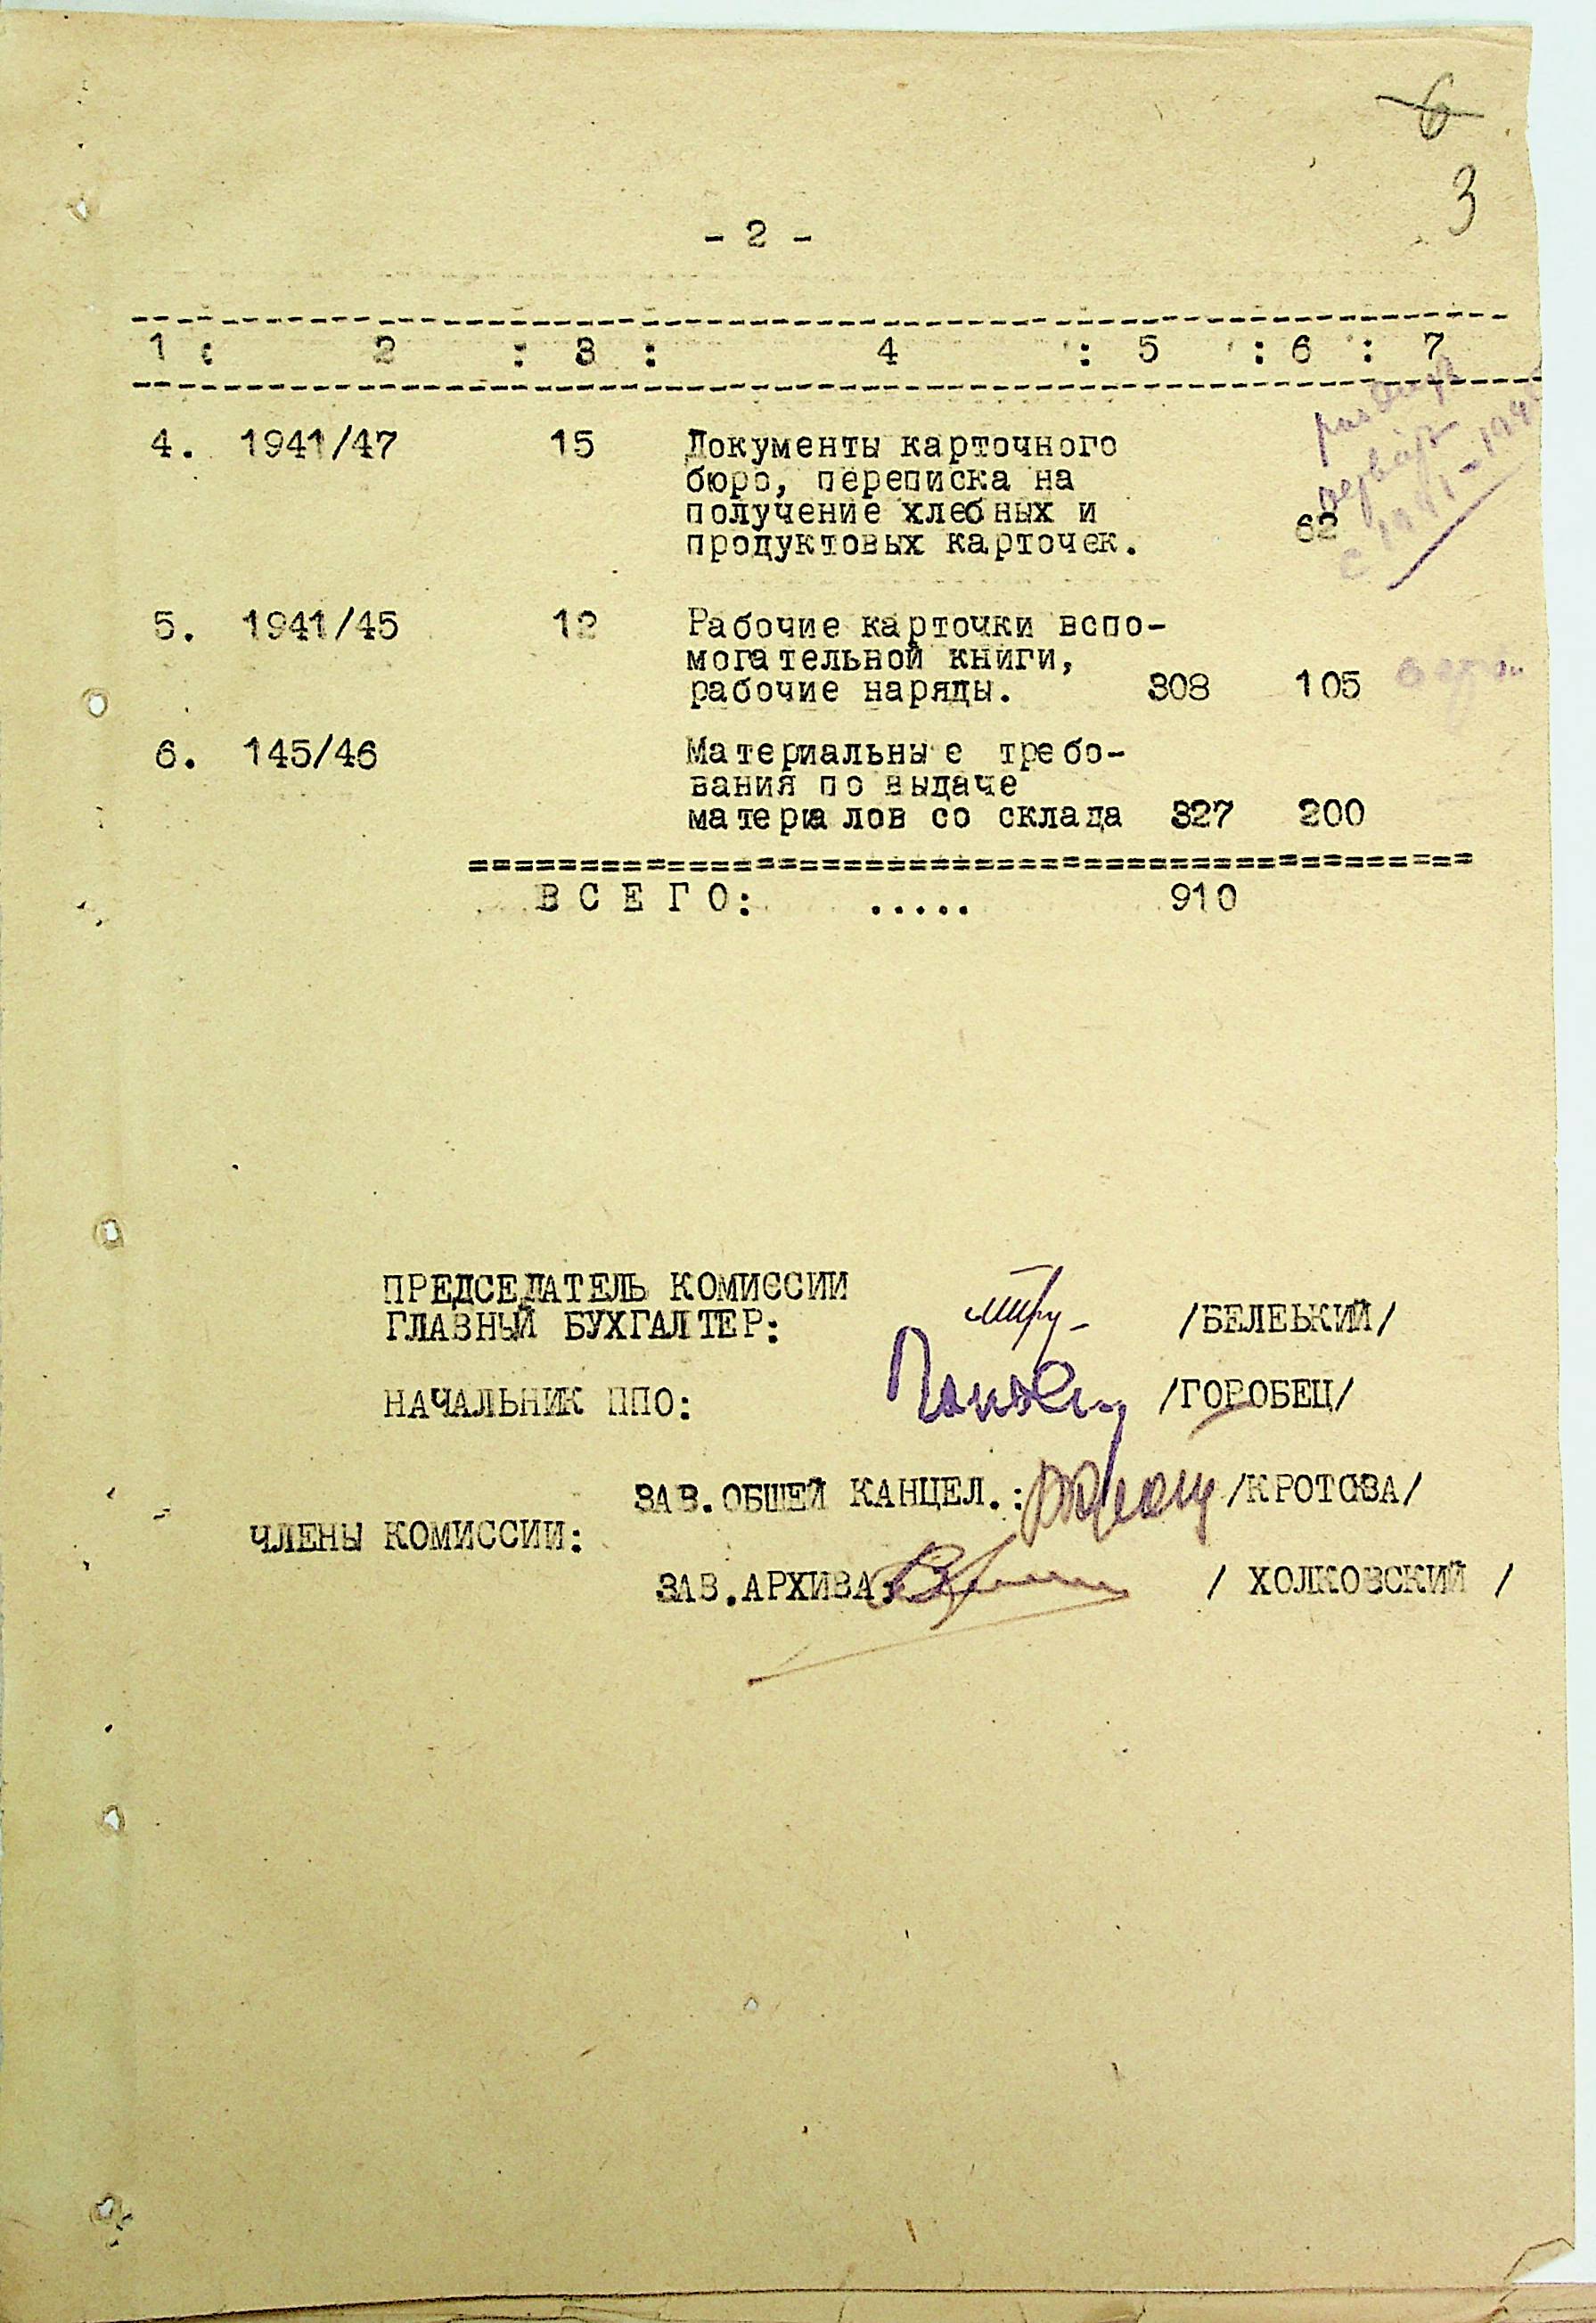 6
3
- 2 -
1 : 2 : 3 : 4 : 5 : 6 : 7
4. 1941/47 15 Документы карточного
бюро, переписка на
получение хлебных и
продуктовых карточек. 62
5. 1941/45 12 Рабочие карточки вспо-
могательной книги,
рабочие наряды. 308 105
6. 145/46 Материальные требо-
вания по выдаче
материалов со склада 327 200
ВСЕГО: ..... 910
ПРЕДСЕДАТЕЛЬ КОМИССИИ
ГЛАВНЫЙ БУХГАЛТЕР: /БЕЛЕЬКИЙ/
НАЧАЛЬНИК ППО: /ГОРОБЕЦ/
ЗАВ.ОБШЕЙ КАНЦЕЛ.: /КРОТОВА/
ЧЛЕНЫ КОМИССИИ:
ЗАВ.АРХИВА: / ХОЛКОВСКИЙ /